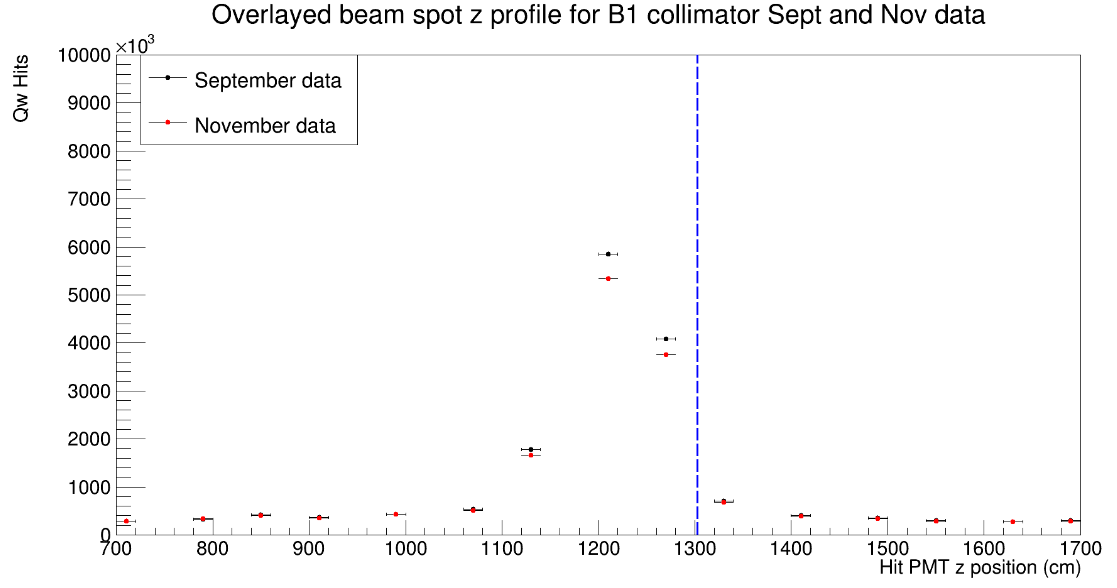 Overlayed beam spot z profile for B1 collimator Sept and Nov data
×10³
Qw Hits
10000
9000
8000
7000
6000
5000
4000
3000
2000
1000
0
September data
November data
700 800 900 1000 1100 1200 1300 1400 1500 1600 1700
Hit PMT z position (cm)